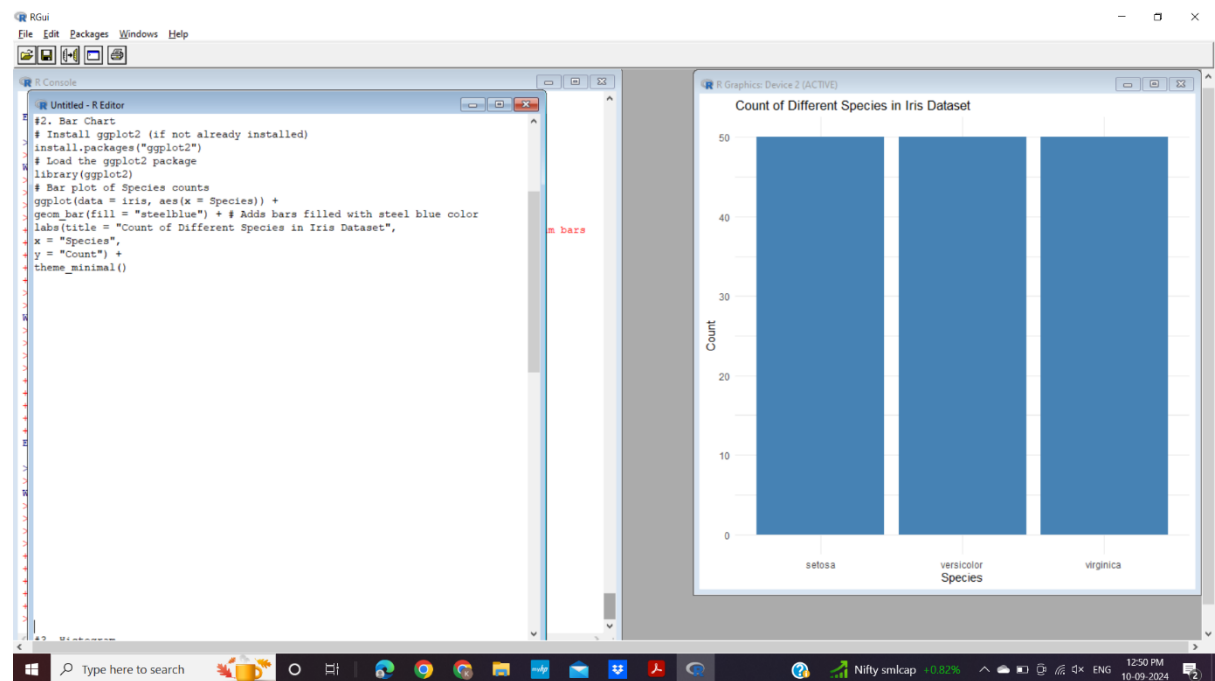 RGui
File Edit Packages Windows Help
R Console
Untitled - R Editor
#2. Bar Chart
# Install ggplot2 (if not already installed)
install.packages("ggplot2")
# Load the ggplot2 package
library(ggplot2)
# Bar plot of Species counts
ggplot(data = iris, aes(x = Species)) +
geom_bar(fill = "steelblue") + # Adds bars filled with steel blue color
labs(title = "Count of Different Species in Iris Dataset",
x = "Species",
y = "Count") +
theme_minimal()
bars
R Graphics: Device 2 (ACTIVE)
Count of Different Species in Iris Dataset
50
40
30
20
10
0
Count
setosa versicolor virginica
Species
Type here to search
Nifty smlcap +0.82%
ENG
12:50 PM
10-09-2024
2